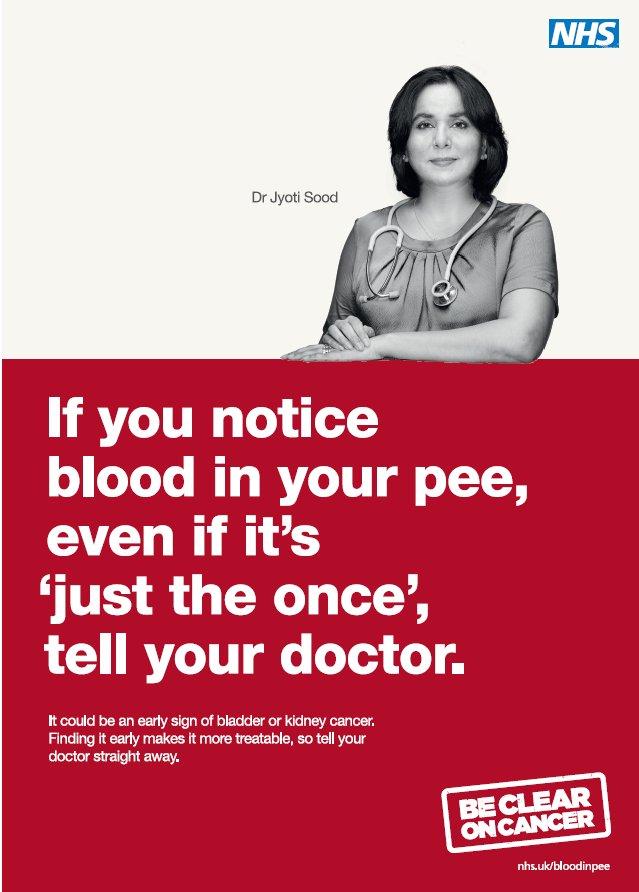 NHS
Dr Jyoti Sood
If you notice
blood in your pee,
even if it’s
‘just the once’,
tell your doctor.
It could be an early sign of bladder or kidney cancer.
Finding it early makes it more treatable, so tell your
doctor straight away.
BE CLEAR
ON CANCER
nhs.uk/bloodinpee